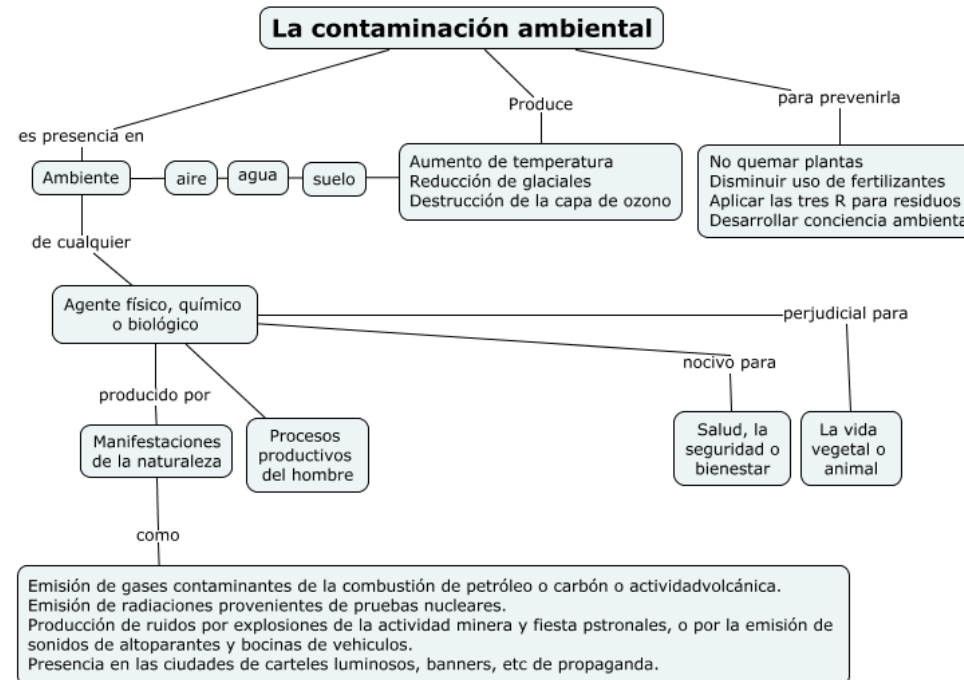 La contaminación ambiental
Produce
para prevenirla
es presencia en
Ambiente
aire
agua
suelo
Aumento de temperatura
Reducción de glaciales
Destrucción de la capa de ozono
No quemar plantas
Disminuir uso de fertilizantes
Aplicar las tres R para residuos
Desarrollar conciencia ambienta
de cualquier
Agente físico, químico
o biológico
perjudicial para
nocivo para
producido por
Manifestaciones
de la naturaleza
Procesos
productivos
del hombre
Salud, la
seguridad o
bienestar
La vida
vegetal o
animal
como
Emisión de gases contaminantes de la combustión de petróleo o carbón o actividadvolcánica.
Emisión de radiaciones provenientes de pruebas nucleares.
Producción de ruidos por explosiones de la actividad minera y fiesta pstronales, o por la emisión de
sonidos de altoparantes y bocinas de vehiculos.
Presencia en las ciudades de carteles luminosos, banners, etc de propaganda.